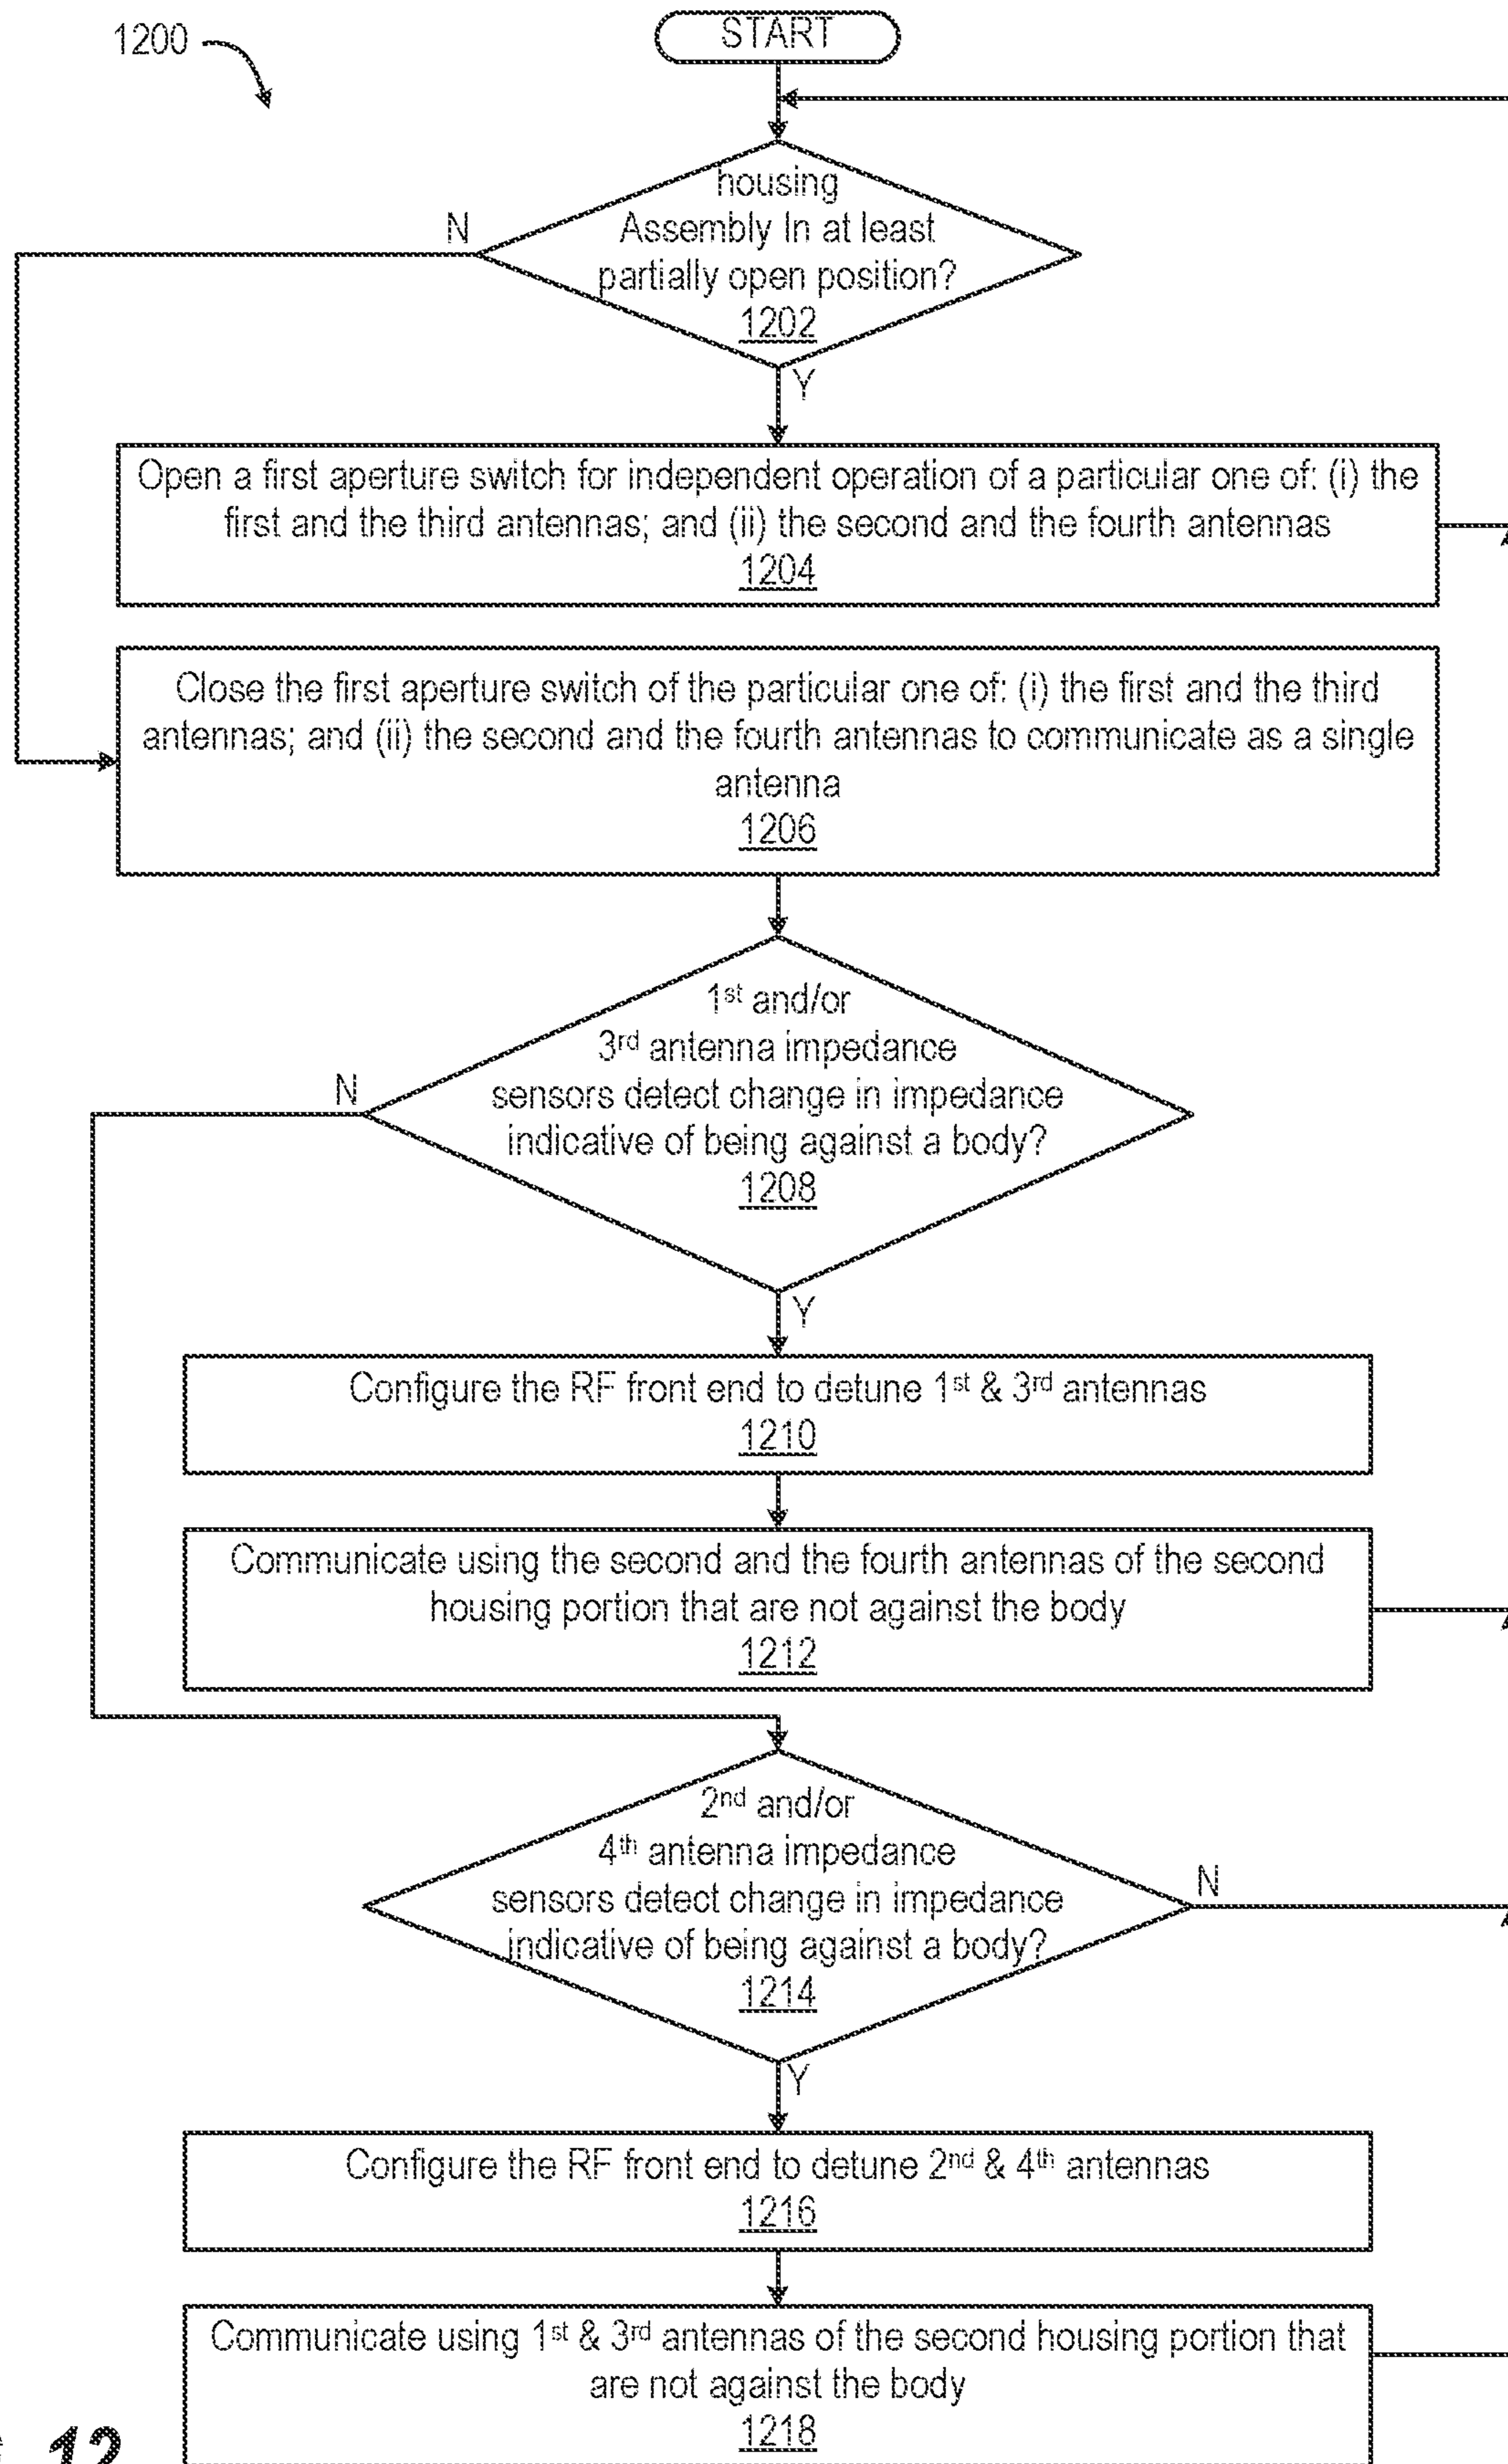 1200
START
housing
Assembly In at least
partially open position?
1202
N
Y
Open a first aperture switch for independent operation of a particular one of: (i) the
first and the third antennas; and (ii) the second and the fourth antennas
1204
Close the first aperture switch of the particular one of: (i) the first and the third
antennas; and (ii) the second and the fourth antennas to communicate as a single
antenna
1206
1st and/or
3rd antenna impedance
sensors detect change in impedance
indicative of being against a body?
1208
N
Y
Configure the RF front end to detune 1st & 3rd antennas
1210
Communicate using the second and the fourth antennas of the second
housing portion that are not against the body
1212
2nd and/or
4th antenna impedance
sensors detect change in impedance
indicative of being against a body?
1214
N
Y
Configure the RF front end to detune 2nd & 4th antennas
1216
Communicate using 1st & 3rd antennas of the second housing portion that
are not against the body
1218
12